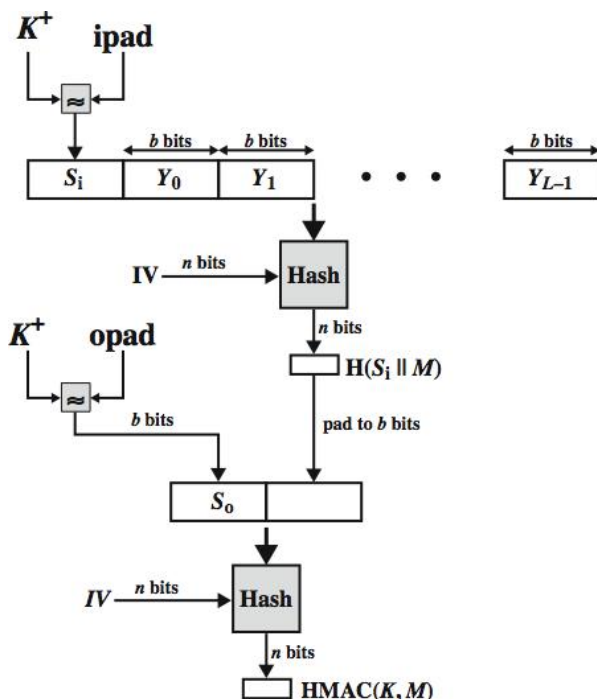 K⁺ ipad
≈
b bits b bits b bits
Sᵢ Y₀ Y₁ • • • Y_{L–1}
IV n bits Hash
n bits
K⁺ opad
H(Sᵢ || M)
≈
b bits
pad to b bits
Sₒ
IV n bits Hash
n bits
HMAC(K, M)